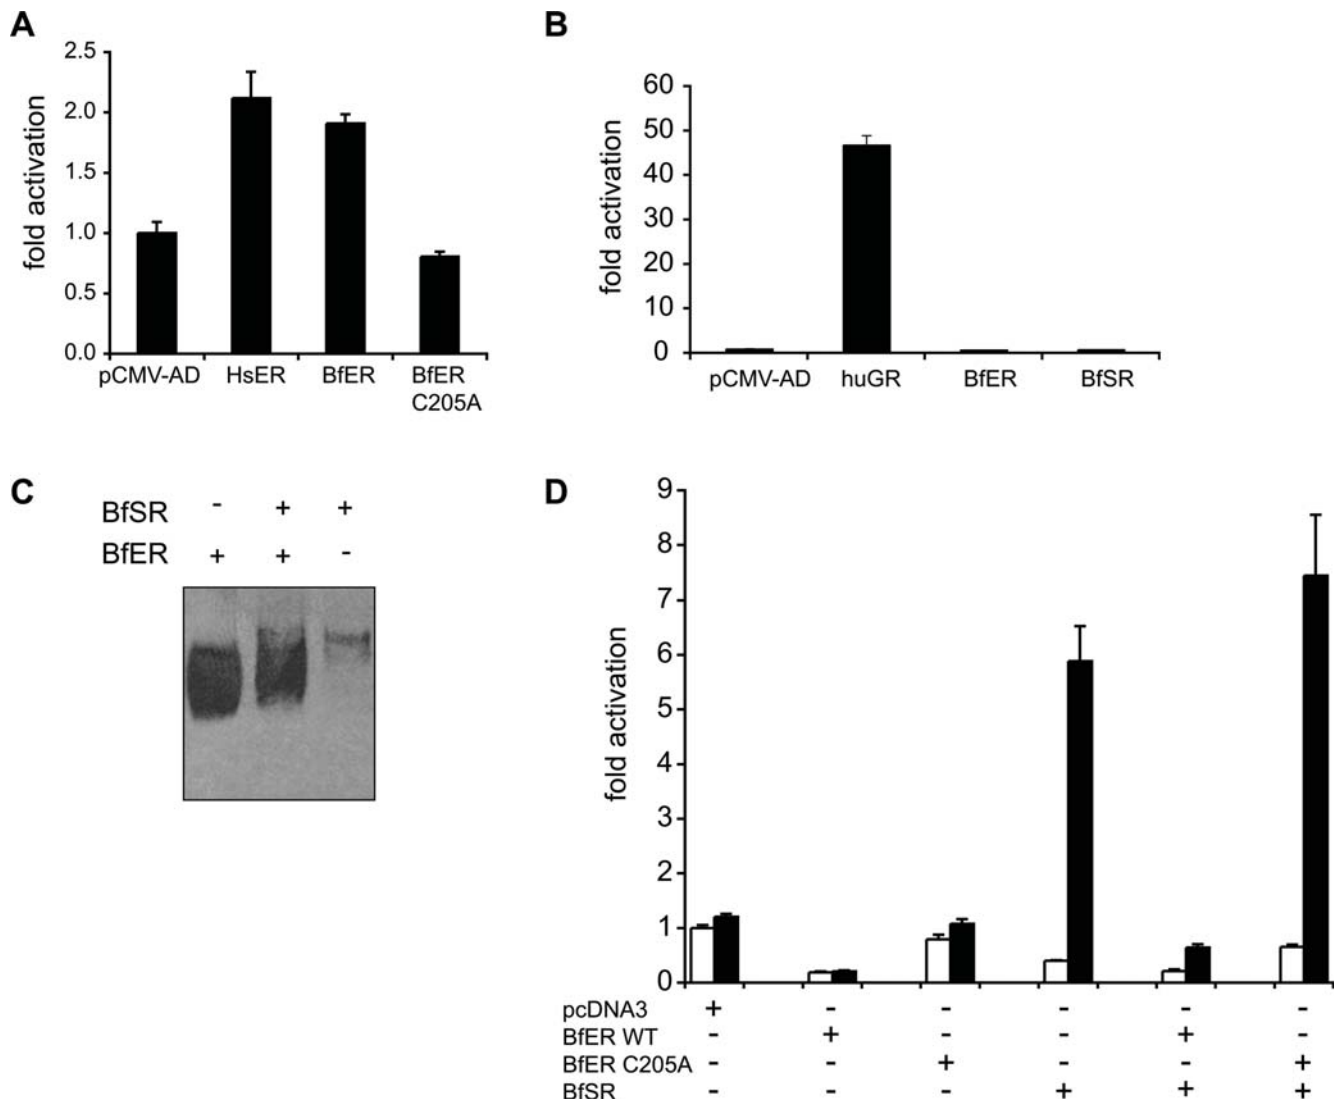 A
fold activation
2.5
2.0
1.5
1.0
0.5
0.0
pCMV-AD HsER BfER BfER
C205A
B
fold activation
60
50
40
30
20
10
0
pCMV-AD huGR BfER BfSR
C
BfSR - + +
BfER + + -
D
fold activation
9
8
7
6
5
4
3
2
1
0
pcDNA3 + - - - - -
BfER WT - + - - + -
BfER C205A - - + - - +
BfSR - - - + + +